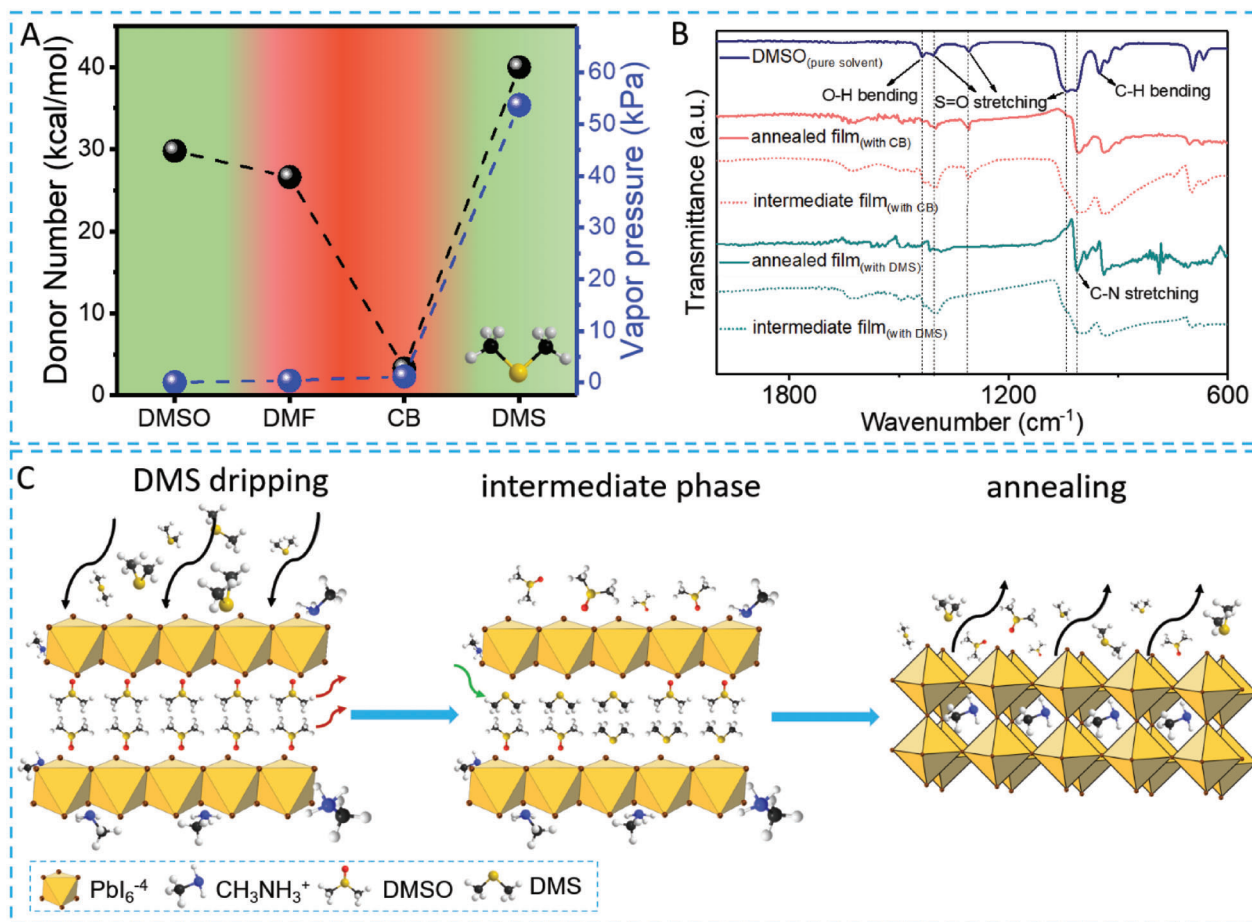 A
Donor Number (kcal/mol)
40
30
20
10
0
DMSO DMF CB DMS
60
50
40
30
20
10
0
Vapor pressure (kPa)
B
Transmittance (a.u.)
DMSO(pure solvent)
O-H bending
S=O stretching
C-H bending
annealed film(with CB)
intermediate film(with CB)
annealed film(with DMS)
C-N stretching
intermediate film(with DMS)
1800 1200 600
Wavenumber (cm⁻¹)
C
DMS dripping
intermediate phase
annealing
PbI₆⁻⁴ CH₃NH₃⁺ DMSO DMS